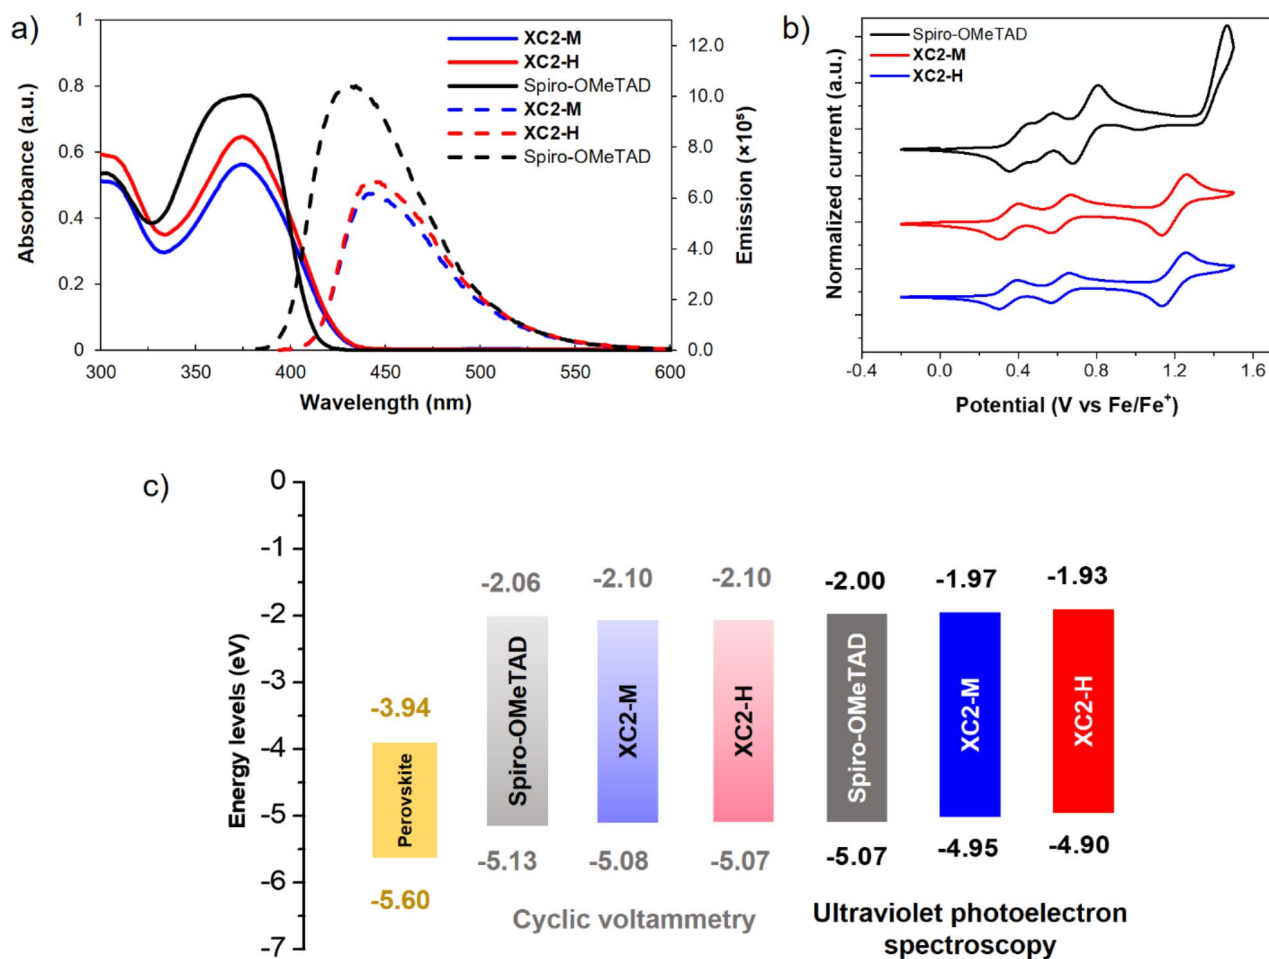 a)
XC2-M
XC2-H
Spiro-OMeTAD
XC2-M
XC2-H
Spiro-OMeTAD
Absorbance (a.u.)
1
0.8
0.6
0.4
0.2
0
12.0
10.0
8.0
6.0
4.0
2.0
0.0
Emission (×10⁵)
300 350 400 450 500 550 600
Wavelength (nm)
b)
Spiro-OMeTAD
XC2-M
XC2-H
Normalized current (a.u.)
-0.4 0.0 0.4 0.8 1.2 1.6
Potential (V vs Fe/Fe⁺)
c)
Energy levels (eV)
0
-1
-2
-3
-4
-5
-6
-7
-3.94
Perovskite
-5.60
-2.06
Spiro-OMeTAD
-5.13
-2.10
XC2-M
-5.08
-2.10
XC2-H
-5.07
-2.00
Spiro-OMeTAD
-5.07
-1.97
XC2-M
-4.95
-1.93
XC2-H
-4.90
Cyclic voltammetry
Ultraviolet photoelectron
spectroscopy